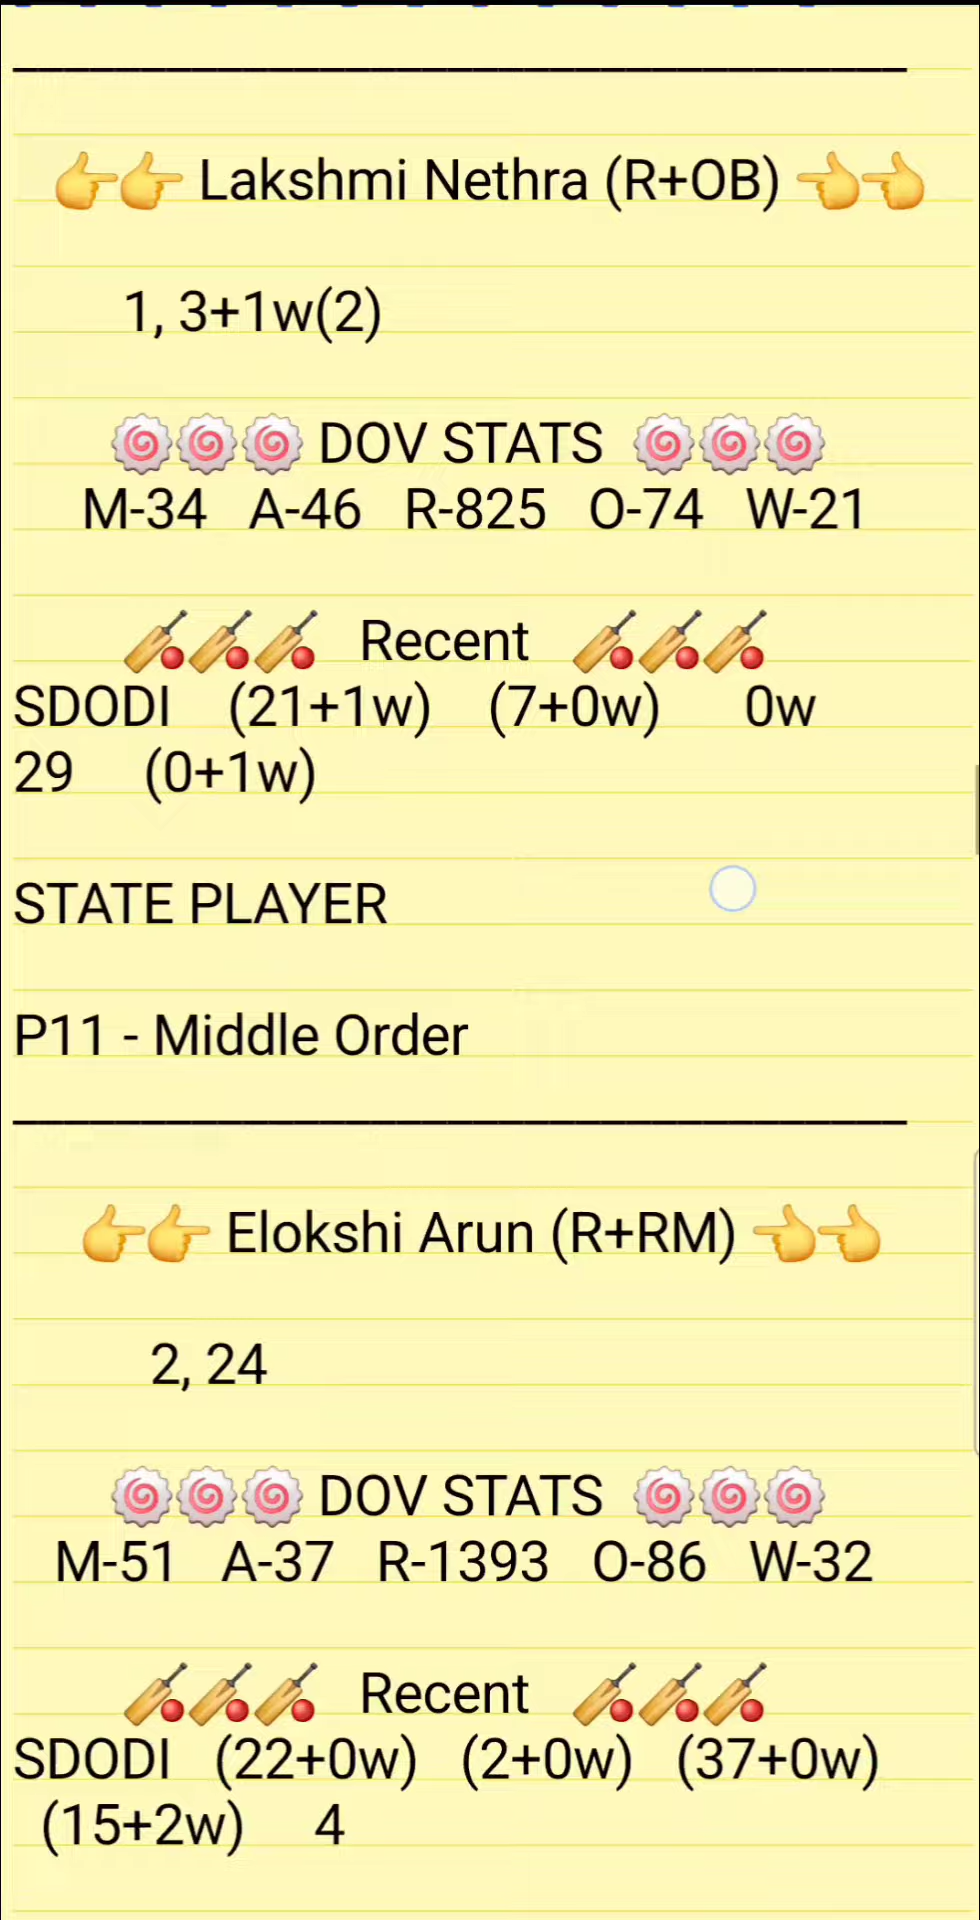 👉👉 Lakshmi Nethra (R+OB) 👈👈
1, 3+1w(2)
🍥🍥🍥 DOV STATS 🍥🍥🍥
M-34 A-46 R-825 O-74 W-21
🏏🏏🏏 Recent 🏏🏏🏏
SDODI (21+1w) (7+0w) 0w
29 (0+1w)
STATE PLAYER
P11 - Middle Order
👉👉 Elokshi Arun (R+RM) 👈👈
2, 24
🍥🍥🍥 DOV STATS 🍥🍥🍥
M-51 A-37 R-1393 O-86 W-32
🏏🏏🏏 Recent 🏏🏏🏏
SDODI (22+0w) (2+0w) (37+0w)
(15+2w) 4